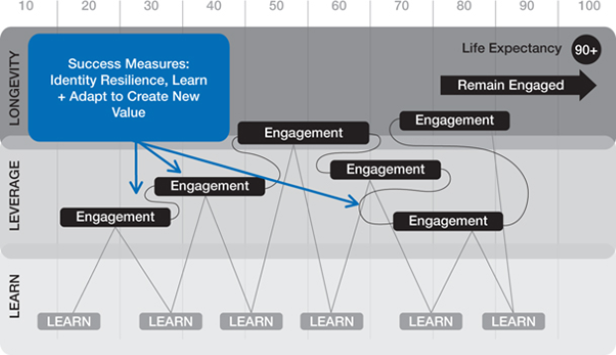 10 20 30 40 50 60 70 80 90 100
LONGEVITY
Success Measures:
Identity Resilience, Learn
+ Adapt to Create New
Value
Life Expectancy 90+
Remain Engaged
Engagement
Engagement
LEVERAGE
Engagement
Engagement
Engagement
Engagement
LEARN
LEARN LEARN LEARN LEARN LEARN LEARN